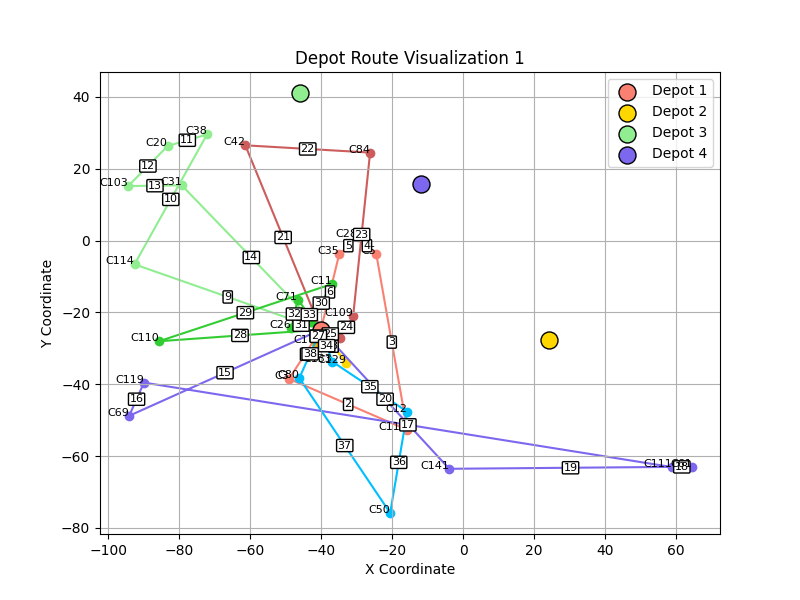 Depot Route Visualization 1
Depot 1
Depot 2
Depot 3
Depot 4
Y Coordinate
X Coordinate
40
20
0
−20
−40
−60
−80
−100
−80
−60
−40
−20
0
20
40
60
C38
C20
11
C42
22
C84
12
C103
13
C31
10
14
21
23
5
4
C35
C114
C11
6
9
C71
30
29
32
33
C109
C26
31
24
C110
28
27
25
3
34
38
C119
15
16
C80
35
20
2
C12
C69
17
37
36
C141
19
18
C50